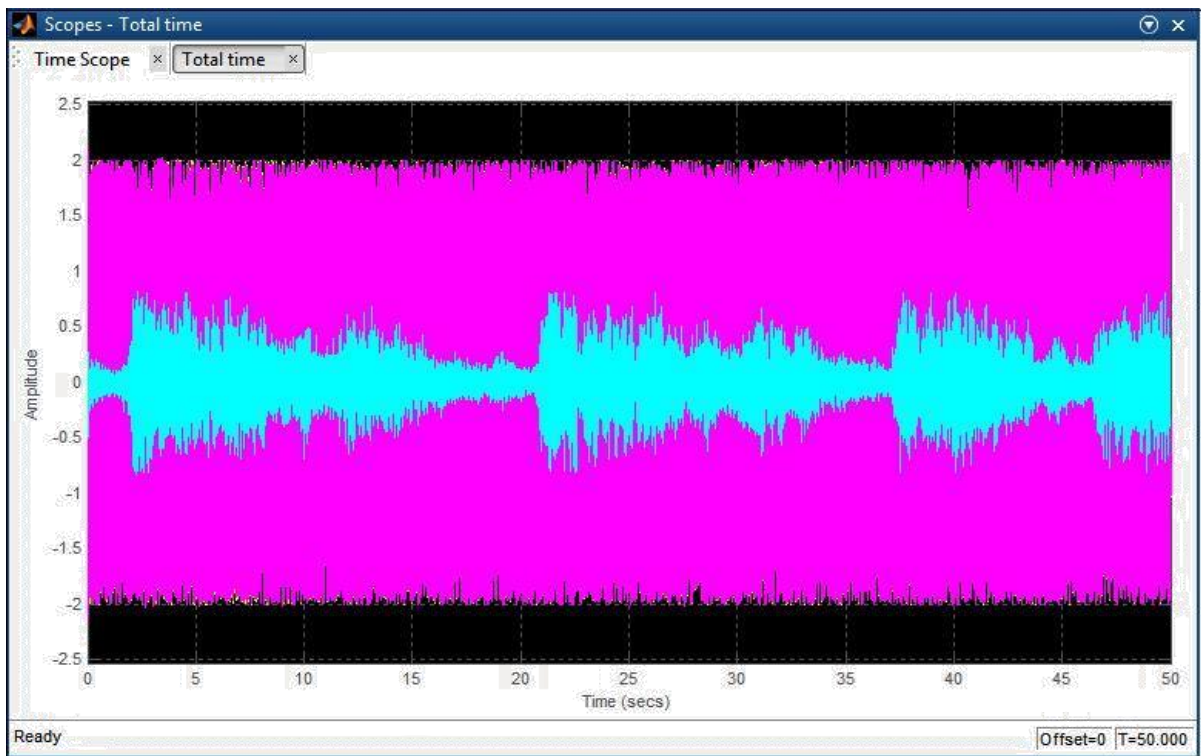 Scopes - Total time
Time Scope
Total time
2.5
2
1.5
1
0.5
0
-0.5
-1
-1.5
-2
-2.5
Amplitude
0 5 10 15 20 25 30 35 40 45 50
Time (secs)
Ready
Offset=0 T=50.000